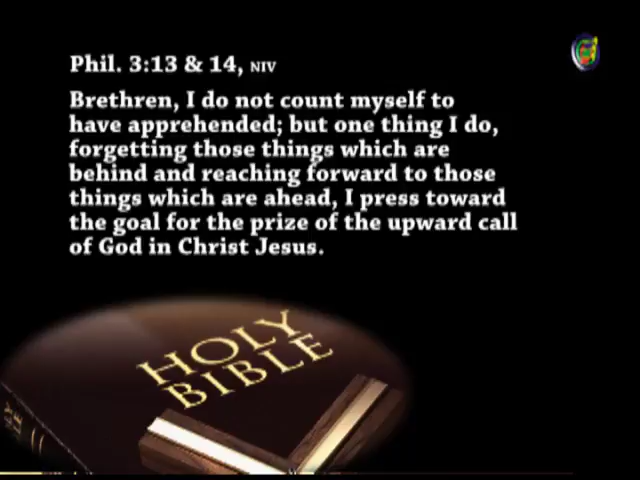 Phil. 3:13 & 14, NIV
Brethren, I do not count myself to
have apprehended; but one thing I do,
forgetting those things which are
behind and reaching forward to those
things which are ahead, I press toward
the goal for the prize of the upward call
of God in Christ Jesus.
HOLY
BIBLE